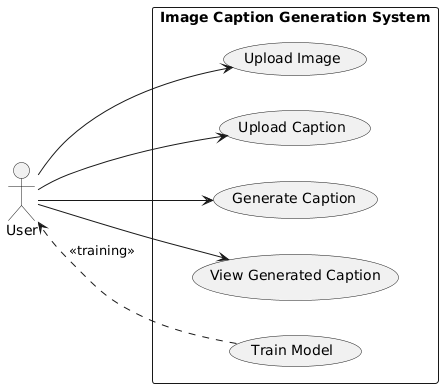 Image Caption Generation System
Upload Image
Upload Caption
Generate Caption
User
«training»
View Generated Caption
Train Model